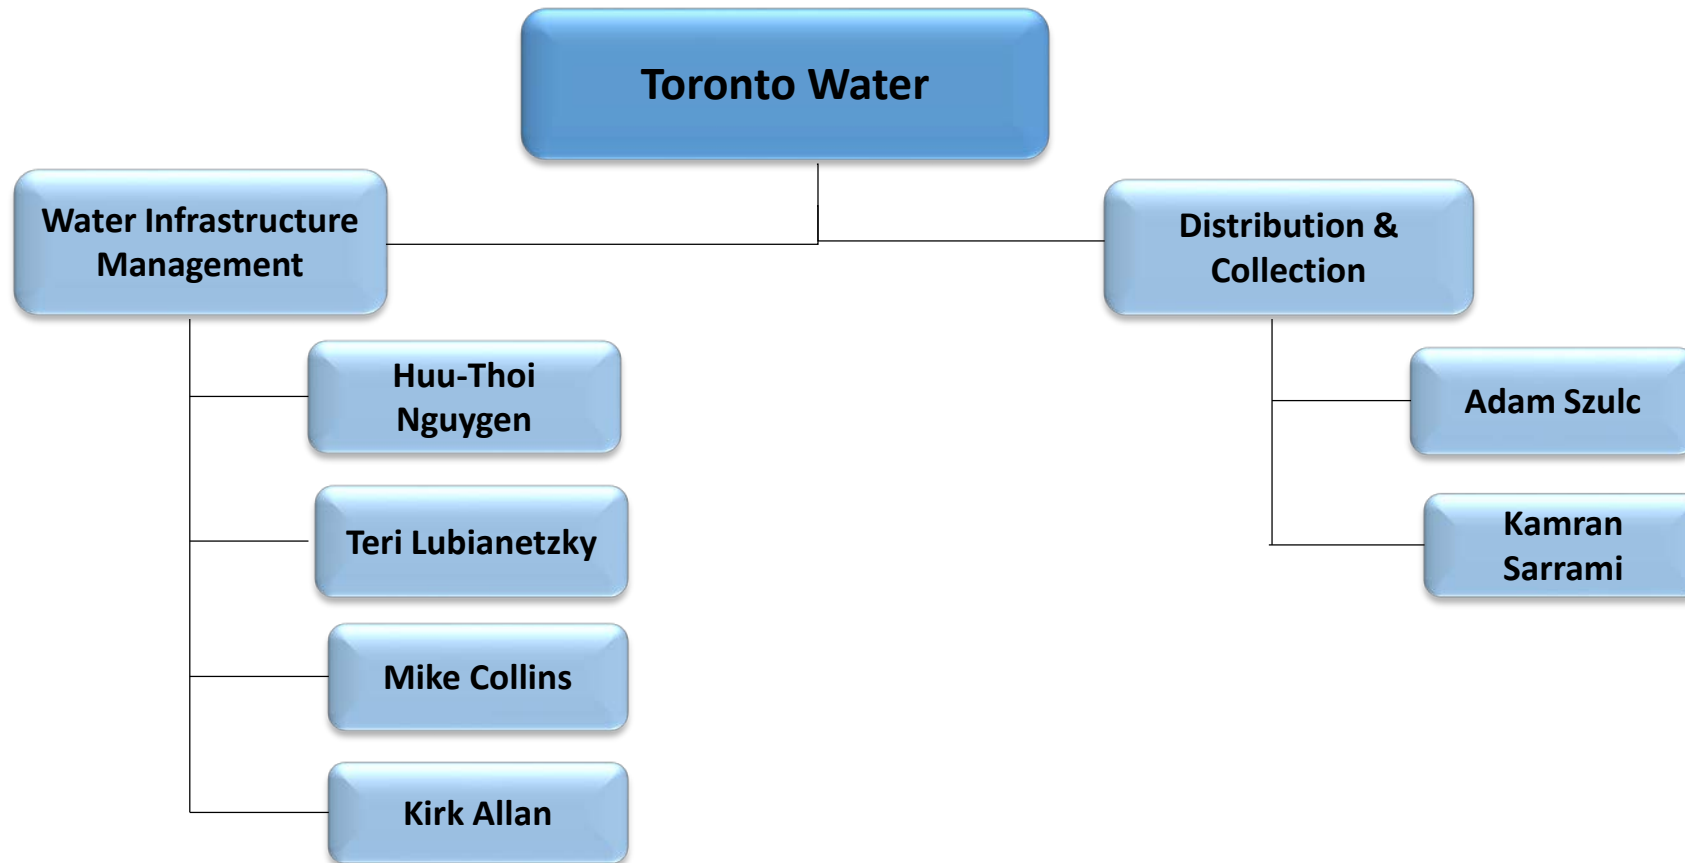 Toronto Water
Water Infrastructure
Management
Distribution &
Collection
Huu-Thoi
Nguygen
Teri Lubianetzky
Mike Collins
Kirk Allan
Adam Szulc
Kamran
Sarrami